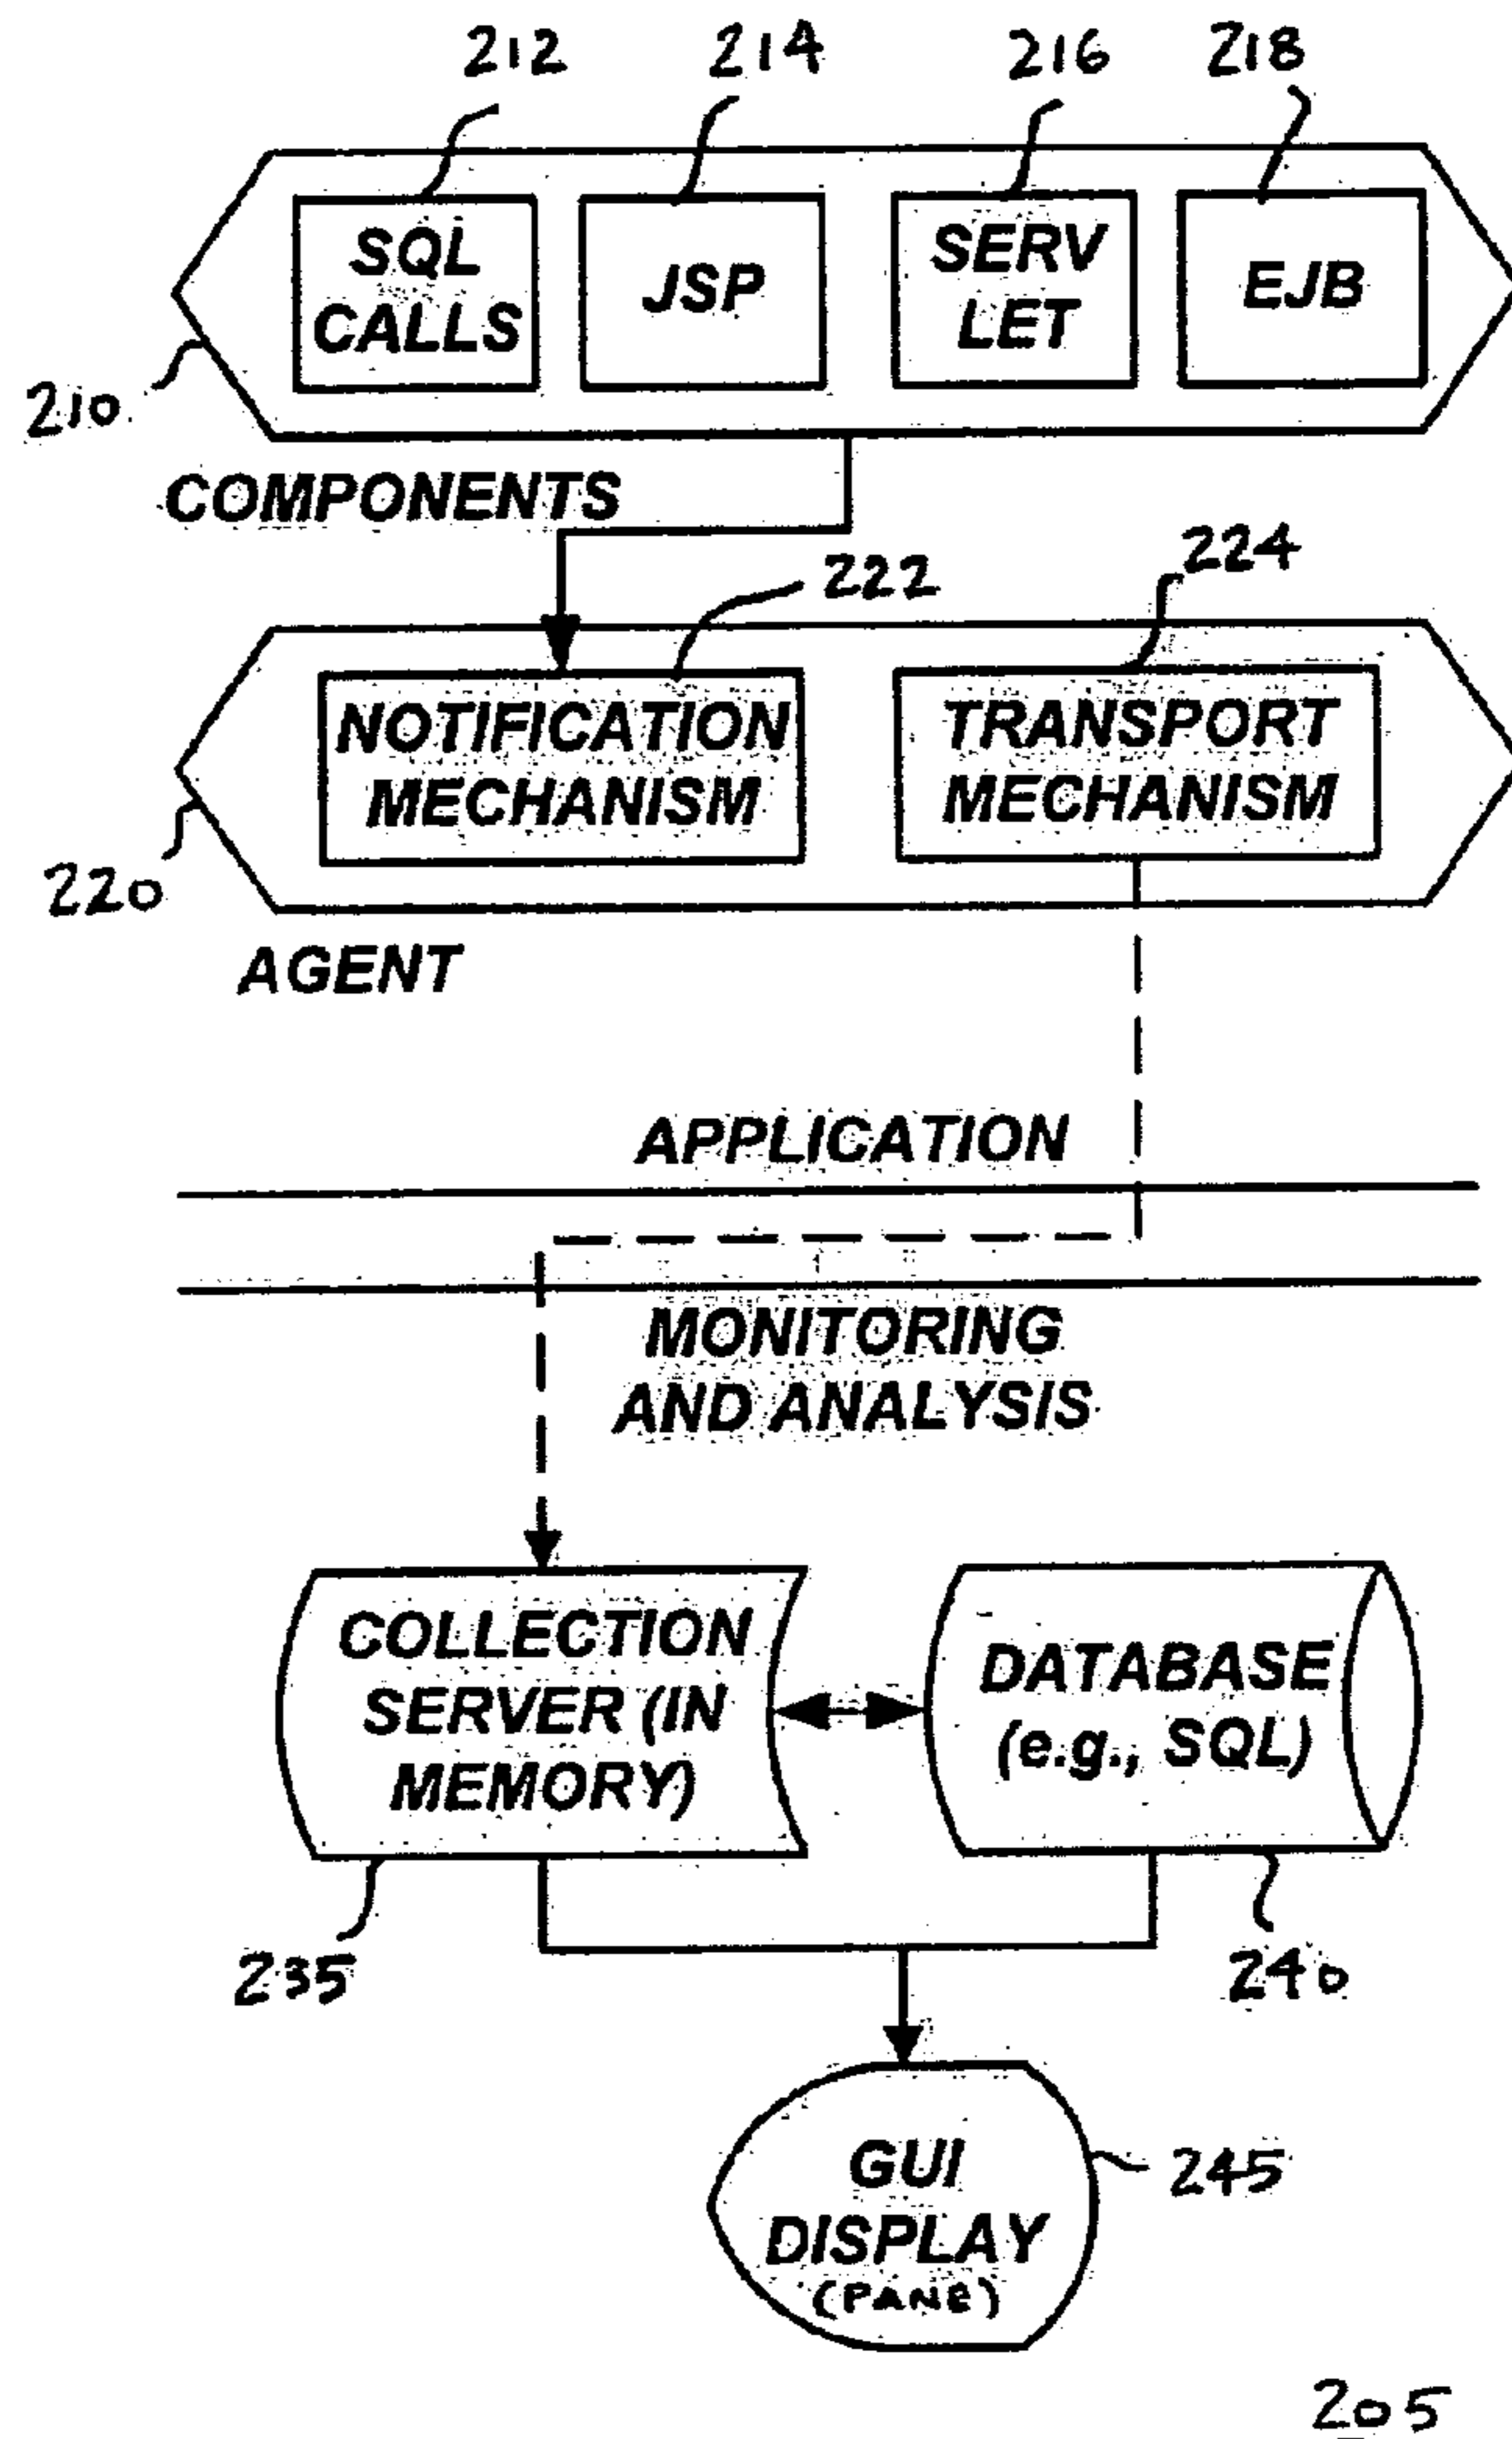 212 214 216 218
SQL
CALLS
JSP
SERV
LET
EJB
210
COMPONENTS
222
224
NOTIFICATION
MECHANISM
TRANSPORT
MECHANISM
220
AGENT
APPLICATION
MONITORING
AND ANALYSIS
COLLECTION
SERVER (IN
MEMORY)
DATABASE
(e.g., SQL)
235
240
GUI
DISPLAY
(PANE)
245
205